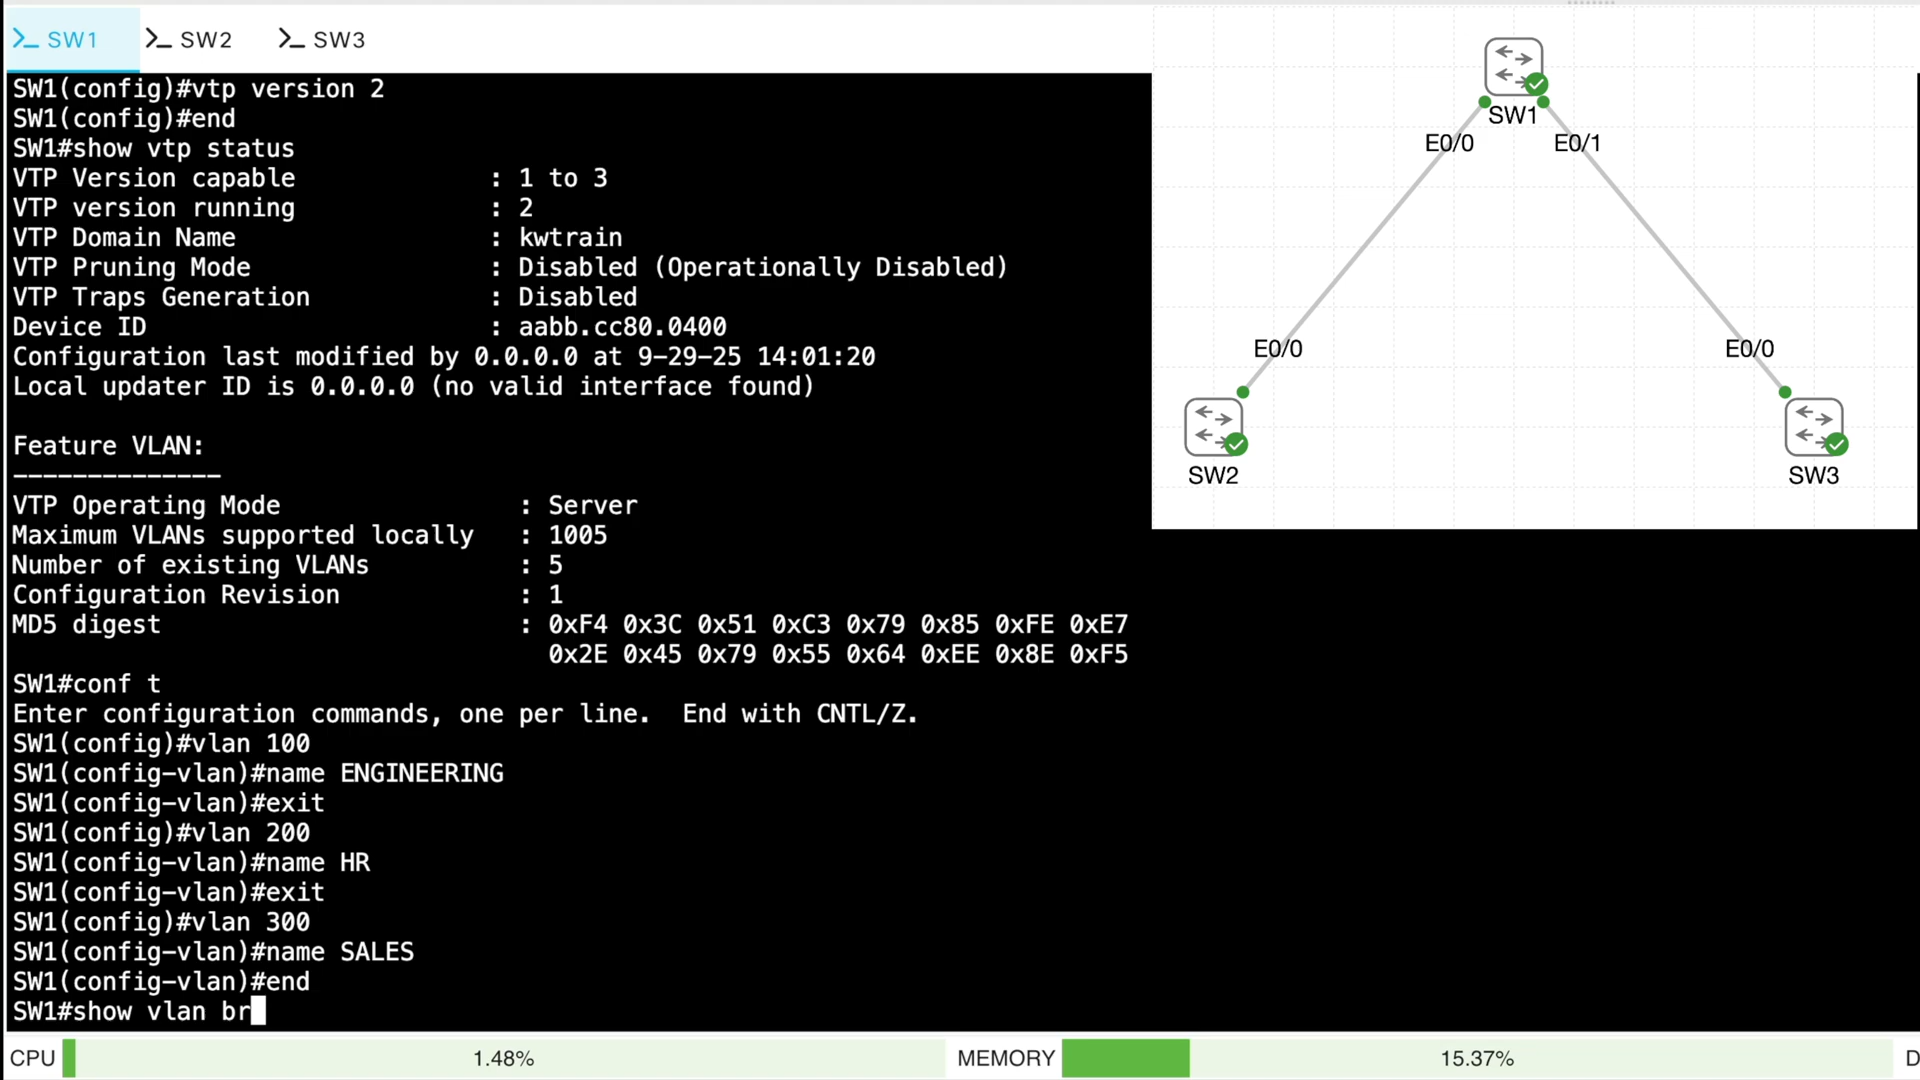 SW1 SW2 SW3
SW1(config)#vtp version 2
SW1(config)#end
SW1#show vtp status
VTP Version capable : 1 to 3
VTP version running : 2
VTP Domain Name : kwtrain
VTP Pruning Mode : Disabled (Operationally Disabled)
VTP Traps Generation : Disabled
Device ID : aabb.cc80.0400
Configuration last modified by 0.0.0.0 at 9-29-25 14:01:20
Local updater ID is 0.0.0.0 (no valid interface found)
Feature VLAN:
--------------
VTP Operating Mode : Server
Maximum VLANs supported locally : 1005
Number of existing VLANs : 5
Configuration Revision : 1
MD5 digest : 0xF4 0x3C 0x51 0xC3 0x79 0x85 0xFE 0xE7
0x2E 0x45 0x79 0x55 0x64 0xEE 0x8E 0xF5
SW1#conf t
Enter configuration commands, one per line.  End with CNTL/Z.
SW1(config)#vlan 100
SW1(config-vlan)#name ENGINEERING
SW1(config-vlan)#exit
SW1(config)#vlan 200
SW1(config-vlan)#name HR
SW1(config-vlan)#exit
SW1(config)#vlan 300
SW1(config-vlan)#name SALES
SW1(config-vlan)#end
SW1#show vlan br
SW1
E0/0 E0/1
E0/0 E0/0
SW2 SW3
CPU 1.48% MEMORY 15.37% D